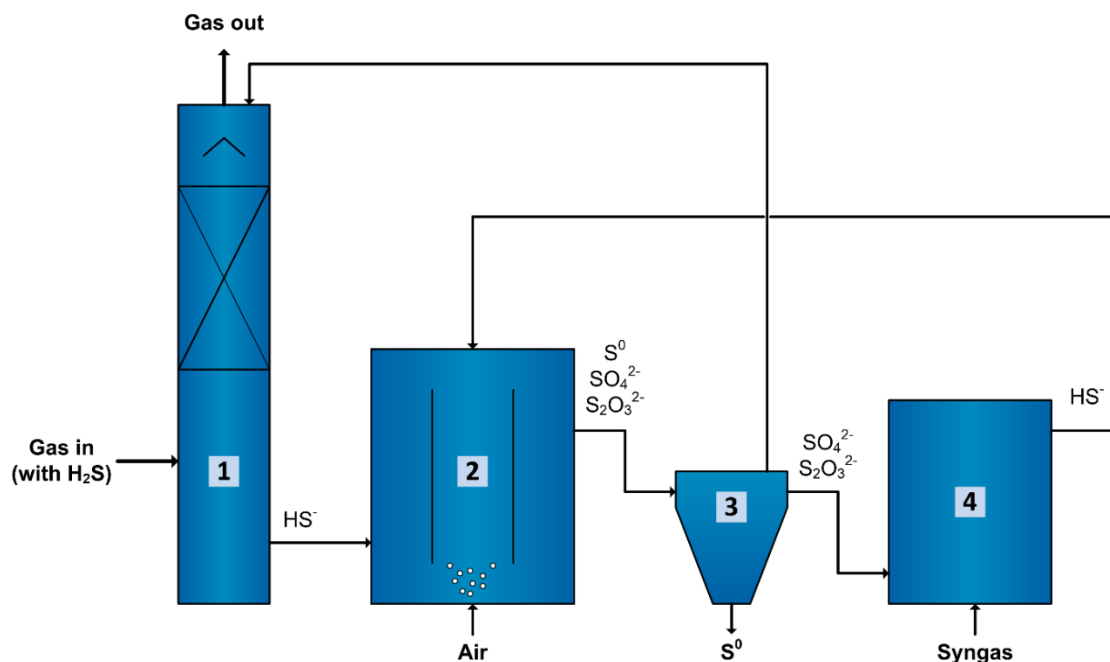 Gas out
S⁰
SO₄²⁻
S₂O₃²⁻
HS⁻
Gas in
(with H₂S)
1
2
3
4
SO₄²⁻
S₂O₃²⁻
HS⁻
Air
S⁰
Syngas